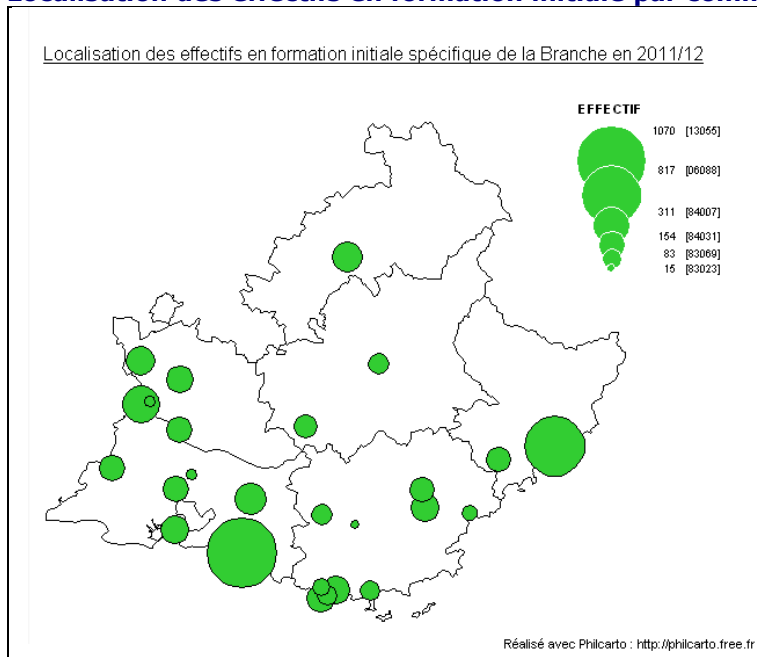 Localisation des effectifs en formation initiale spécifique de la Branche en 2011/12
EFFECTIF
1070 [13055]
817 [06088]
311 [84007]
154 [84031]
83 [83069]
15 [83023]
Réalisé avec Philcarto : http://philcarto.free.fr